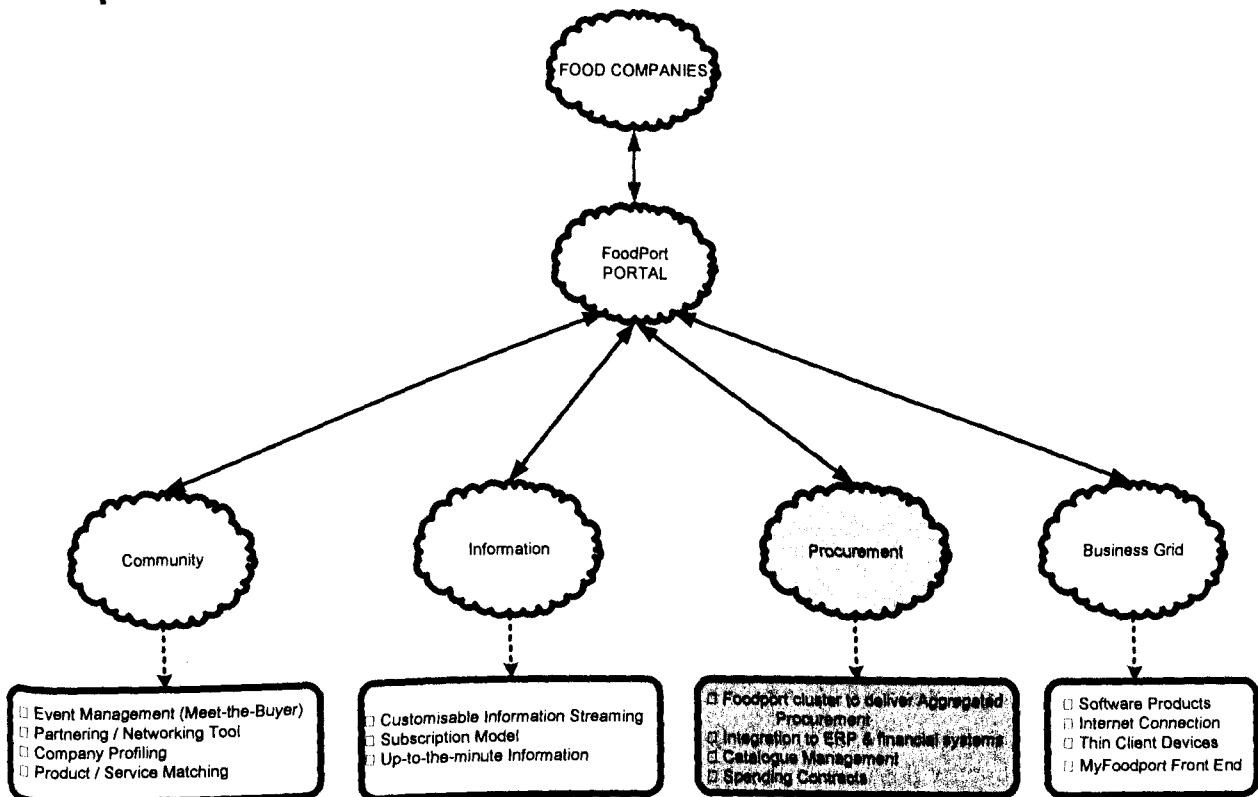 FOOD COMPANIES
FoodPort
PORTAL
Community
Information
Procurement
Business Grid
Event Management (Meet-the-Buyer)
Partnering / Networking Tool
Company Profiling
Product / Service Matching
Customisable Information Streaming
Subscription Model
Up-to-the-minute Information
Foodport cluster to deliver Aggregated
Procurement
Integration to ERP & financial systems
Catalogue Management
Spending Contracts
Software Products
Internet Connection
Thin Client Devices
MyFoodport Front End